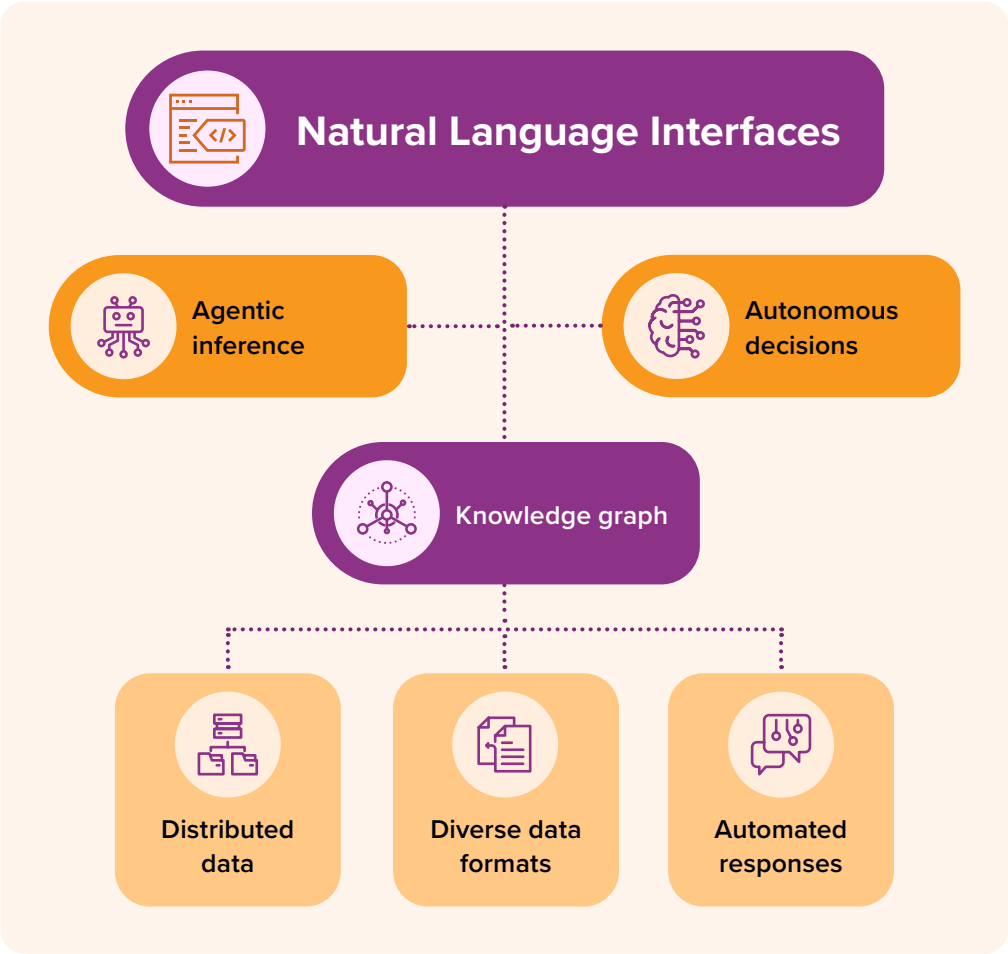 Natural Language Interfaces
Agentic
inference
Autonomous
decisions
Knowledge graph
Distributed
data
Diverse data
formats
Automated
responses